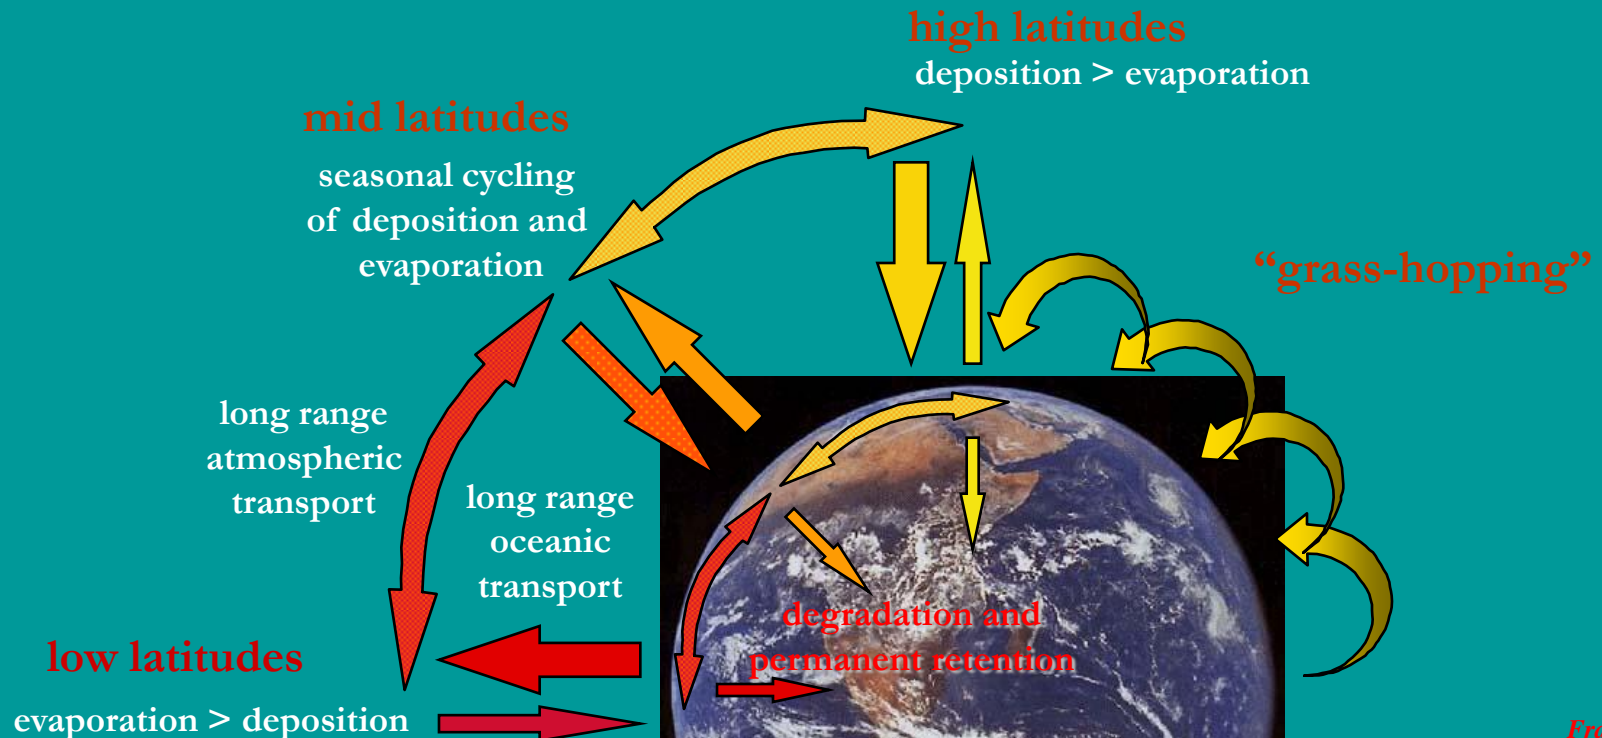 high latitudes
deposition > evaporation
mid latitudes
seasonal cycling
of deposition and
evaporation
“grass-hopping”
long range
atmospheric
transport
long range
oceanic
transport
degradation and
permanent retention
low latitudes
evaporation > deposition